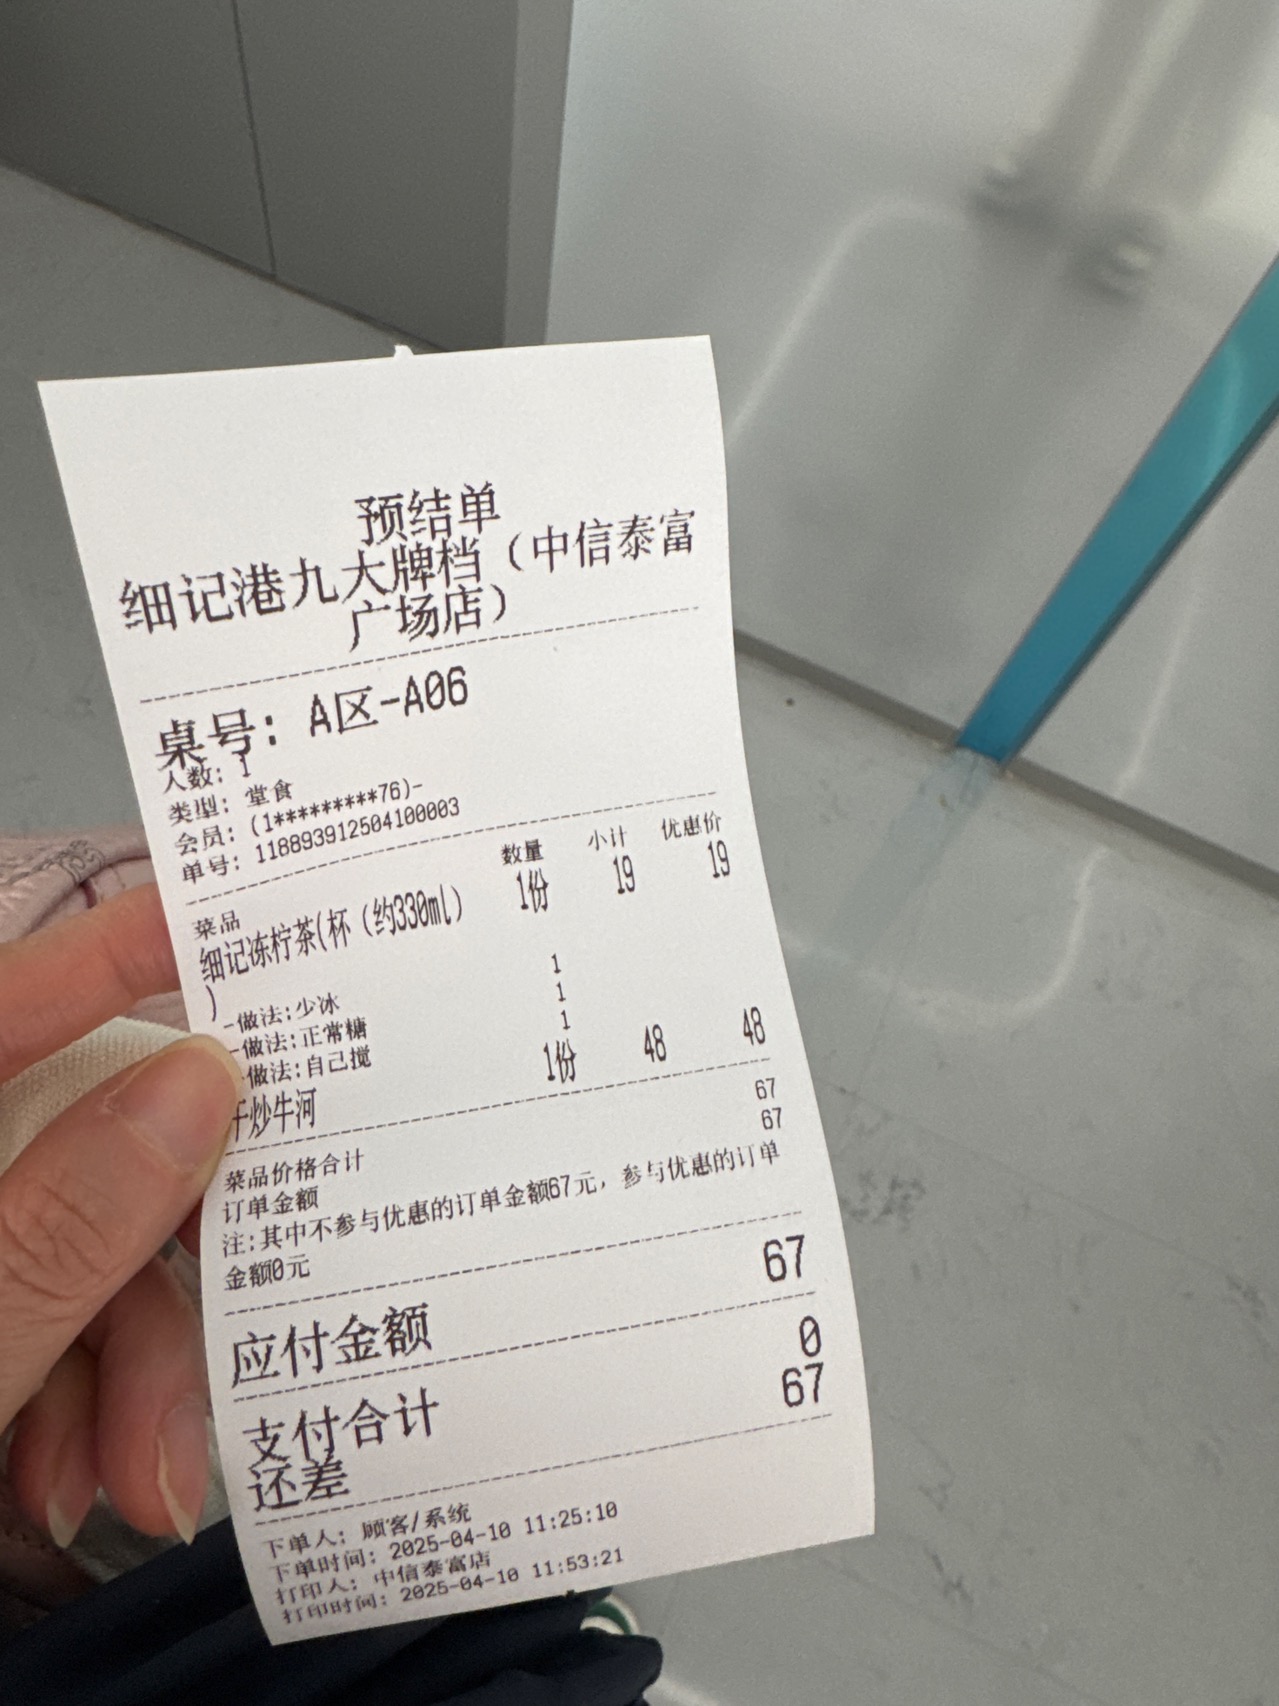 预结单
细记港九大牌档（中信泰富
广场店）
桌号：A区-A06
人数：1
类型：堂食
会员：(1*********76)-
单号：118893912504100003
菜品 数量 小计 优惠价
细记冻柠茶(杯（约330ml） 1份 19 19
)
-做法:少冰 1
-做法:正常糖 1
-做法:自己搅 1
干炒牛河 1份 48 48
菜品价格合计 67
订单金额 67
注:其中不参与优惠的订单金额67元，参与优惠的订单
金额0元
应付金额 67
支付合计 0
还差 67
下单人：顾客/系统
下单时间：2025-04-10 11:25:10
打印人：中信泰富店
打印时间：2025-04-10 11:53:21